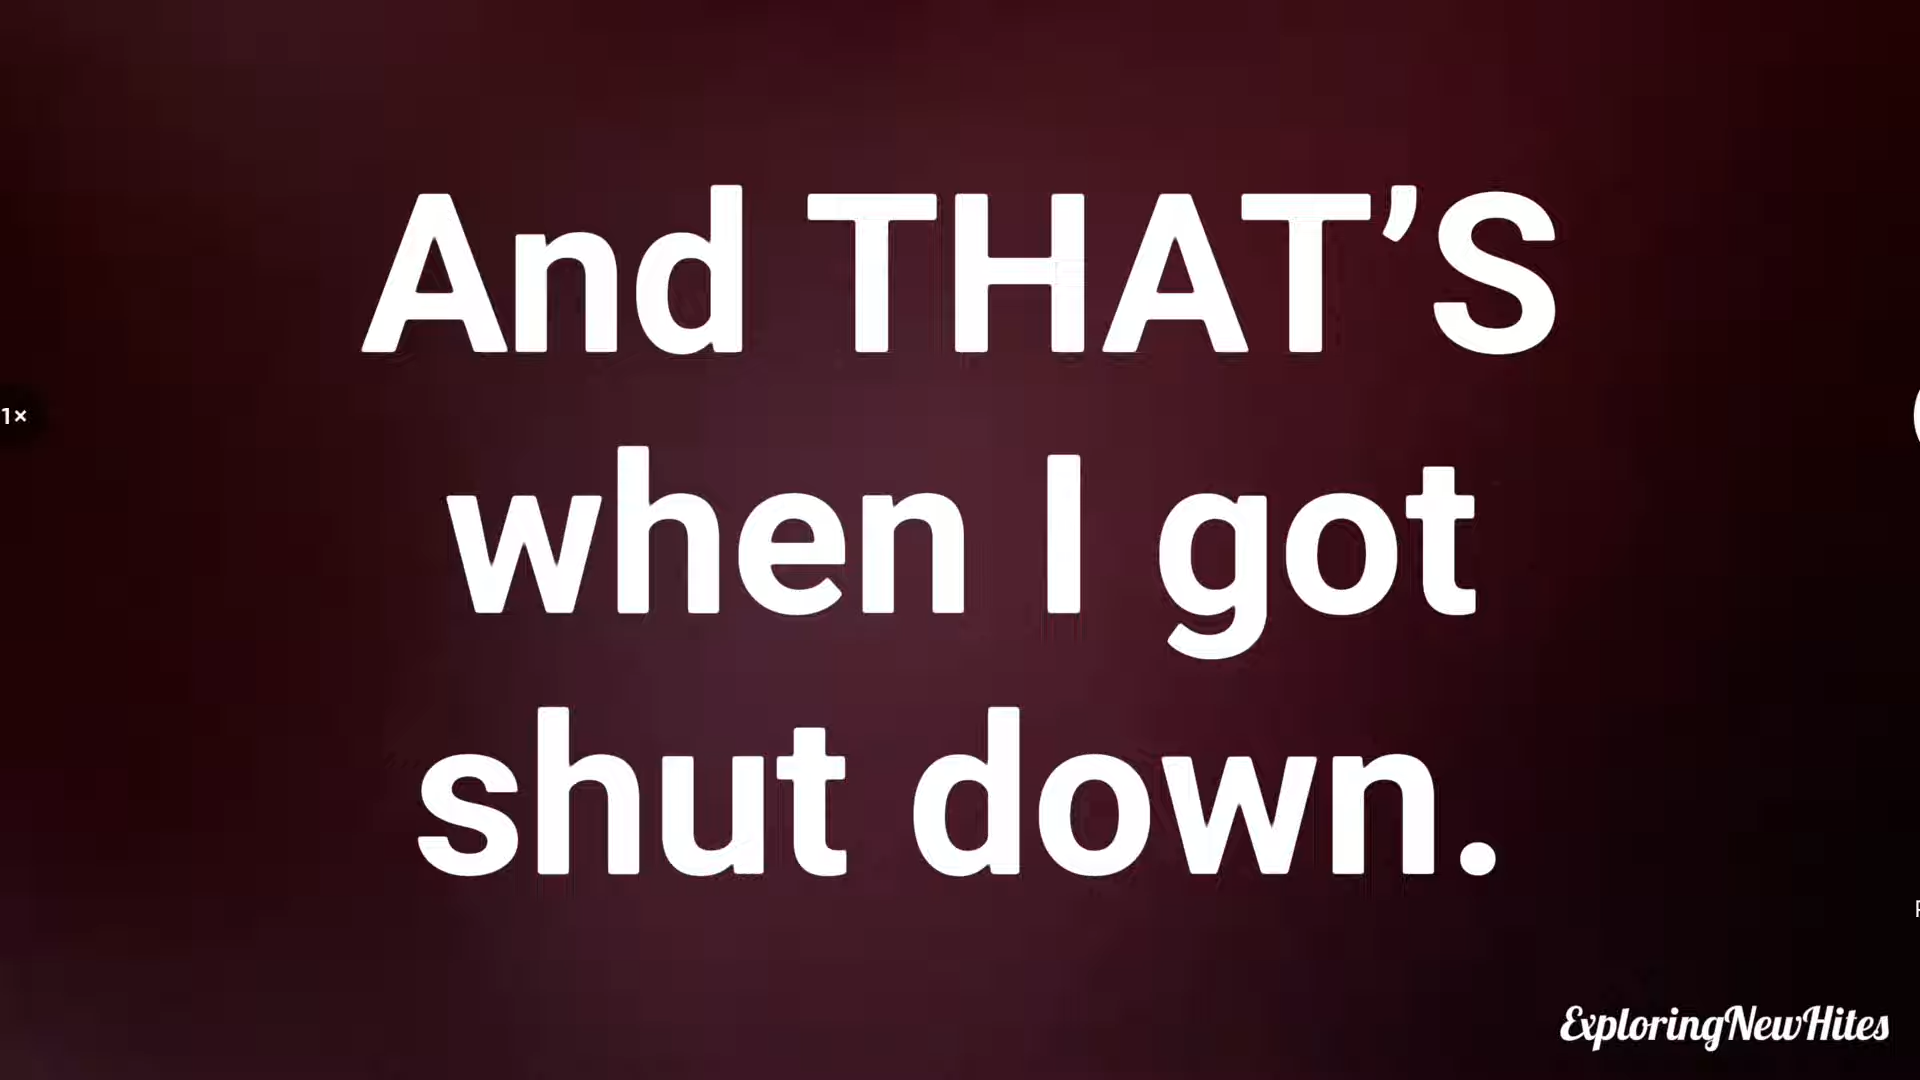 And THAT’S
when I got
shut down.
1×
ExploringNewHites